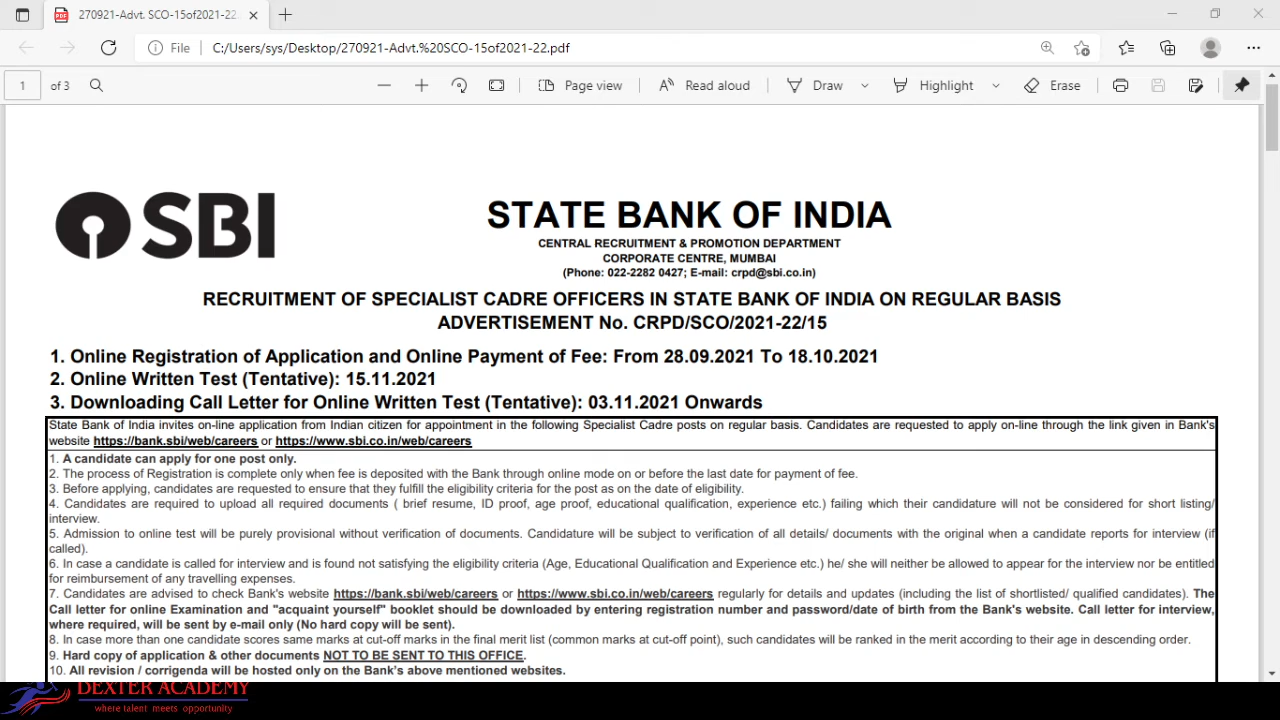 270921-Advt. SCO-15of2021-22.
File
C:/Users/sys/Desktop/270921-Advt.%20SCO-15of2021-22.pdf
1 of 3
Page view
Read aloud
Draw
Highlight
Erase
SBI
STATE BANK OF INDIA
CENTRAL RECRUITMENT & PROMOTION DEPARTMENT
CORPORATE CENTRE, MUMBAI
(Phone: 022-2282 0427; E-mail: crpd@sbi.co.in)
RECRUITMENT OF SPECIALIST CADRE OFFICERS IN STATE BANK OF INDIA ON REGULAR BASIS
ADVERTISEMENT No. CRPD/SCO/2021-22/15
1. Online Registration of Application and Online Payment of Fee: From 28.09.2021 To 18.10.2021
2. Online Written Test (Tentative): 15.11.2021
3. Downloading Call Letter for Online Written Test (Tentative): 03.11.2021 Onwards
State Bank of India invites on-line application from Indian citizen for appointment in the following Specialist Cadre posts on regular basis. Candidates are requested to apply on-line through the link given in Bank's
website https://bank.sbi/web/careers or https://www.sbi.co.in/web/careers
1. A candidate can apply for one post only.
2. The process of Registration is complete only when fee is deposited with the Bank through online mode on or before the last date for payment of fee.
3. Before applying, candidates are requested to ensure that they fulfill the eligibility criteria for the post as on the date of eligibility.
4. Candidates are required to upload all required documents ( brief resume, ID proof, age proof, educational qualification, experience etc.) failing which their candidature will not be considered for short listing/
interview.
5. Admission to online test will be purely provisional without verification of documents. Candidature will be subject to verification of all details/ documents with the original when a candidate reports for interview (if
called).
6. In case a candidate is called for interview and is found not satisfying the eligibility criteria (Age, Educational Qualification and Experience etc.) he/ she will neither be allowed to appear for the interview nor be entitled
for reimbursement of any travelling expenses.
7. Candidates are advised to check Bank's website https://bank.sbi/web/careers or https://www.sbi.co.in/web/careers regularly for details and updates (including the list of shortlisted/ qualified candidates). The
Call letter for online Examination and "acquaint yourself" booklet should be downloaded by entering registration number and password/date of birth from the Bank's website. Call letter for interview,
where required, will be sent by e-mail only (No hard copy will be sent).
8. In case more than one candidate scores same marks at cut-off marks in the final merit list (common marks at cut-off point), such candidates will be ranked in the merit according to their age in descending order.
9. Hard copy of application & other documents NOT TO BE SENT TO THIS OFFICE.
10. All revision / corrigenda will be hosted only on the Bank's above mentioned websites.
DEXTER ACADEMY
where talent meets opportunity